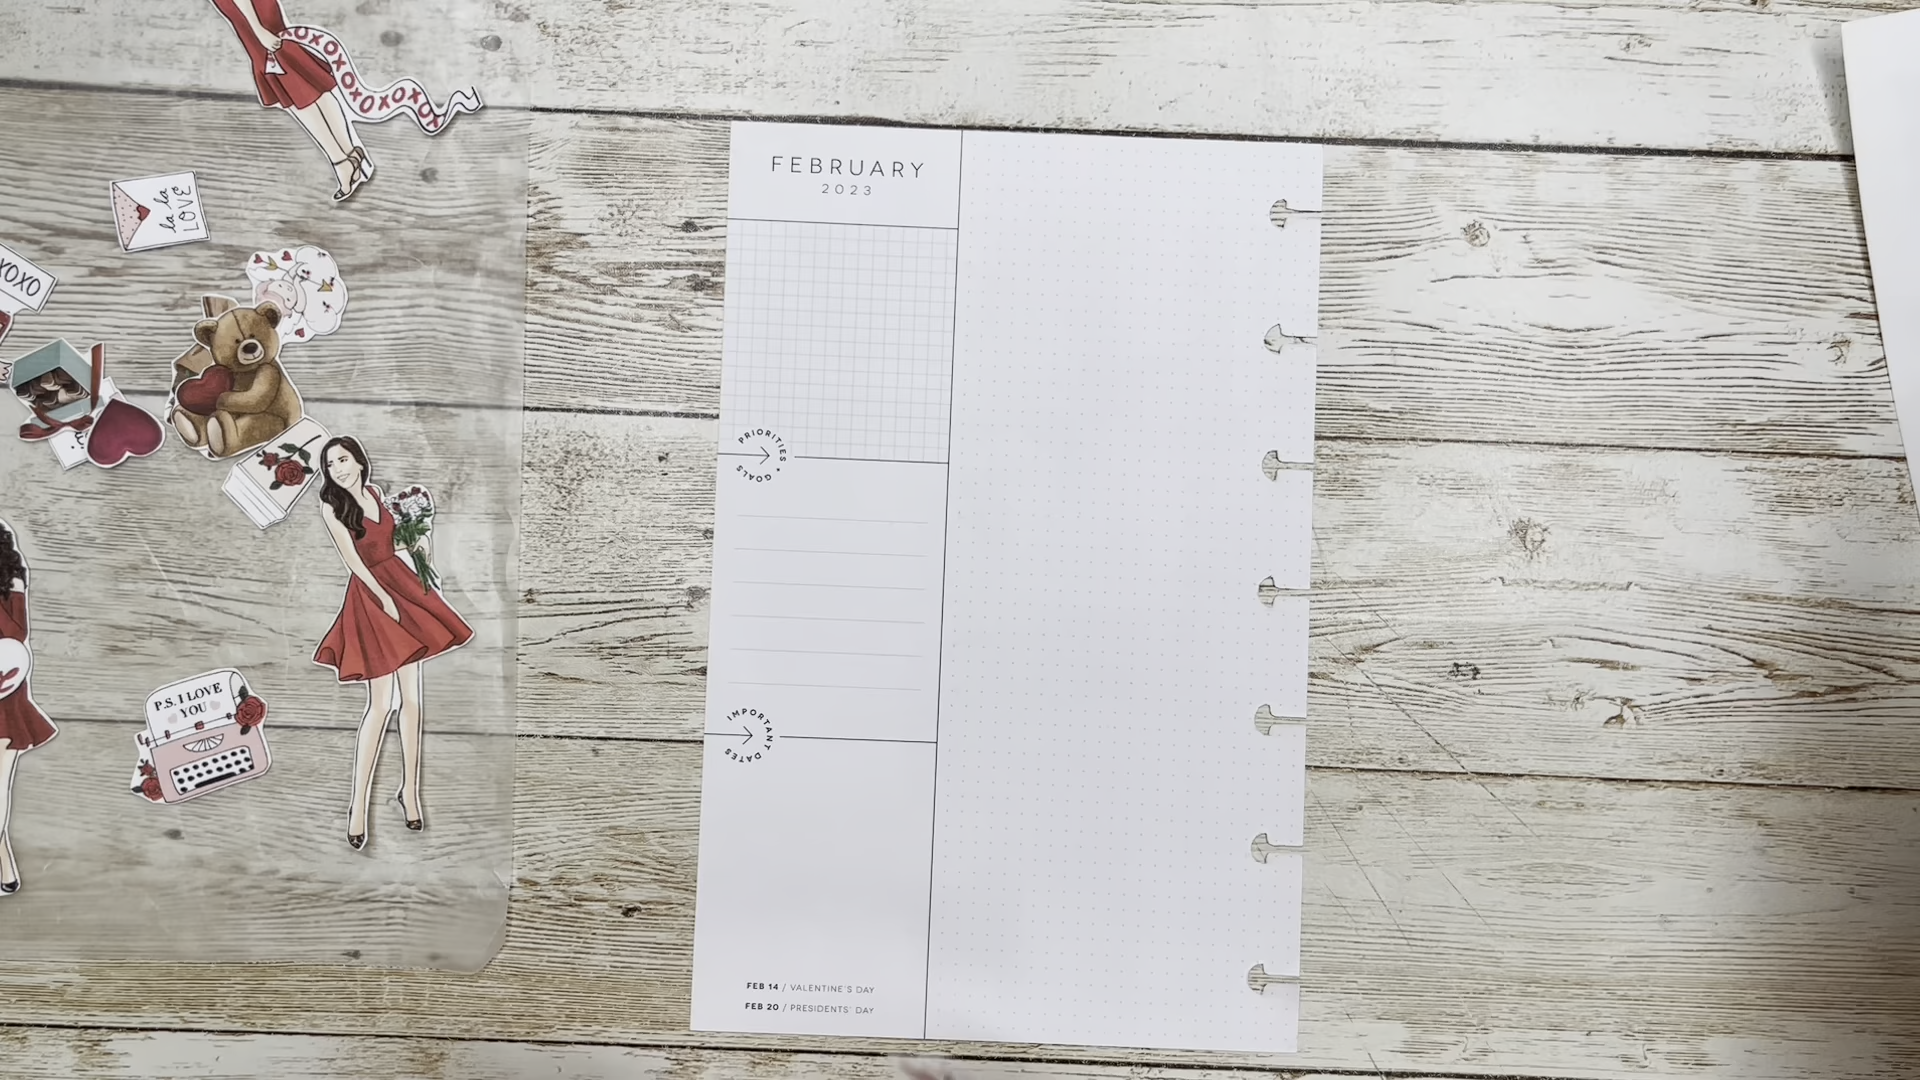 XOXOXOXOXOXO
la la
LOVE
XOXO
P.S. I LOVE
YOU
FEBRUARY
2023
PRIORITIES • GOALS
IMPORTANT DATES
FEB 14 / VALENTINE'S DAY
FEB 20 / PRESIDENTS' DAY